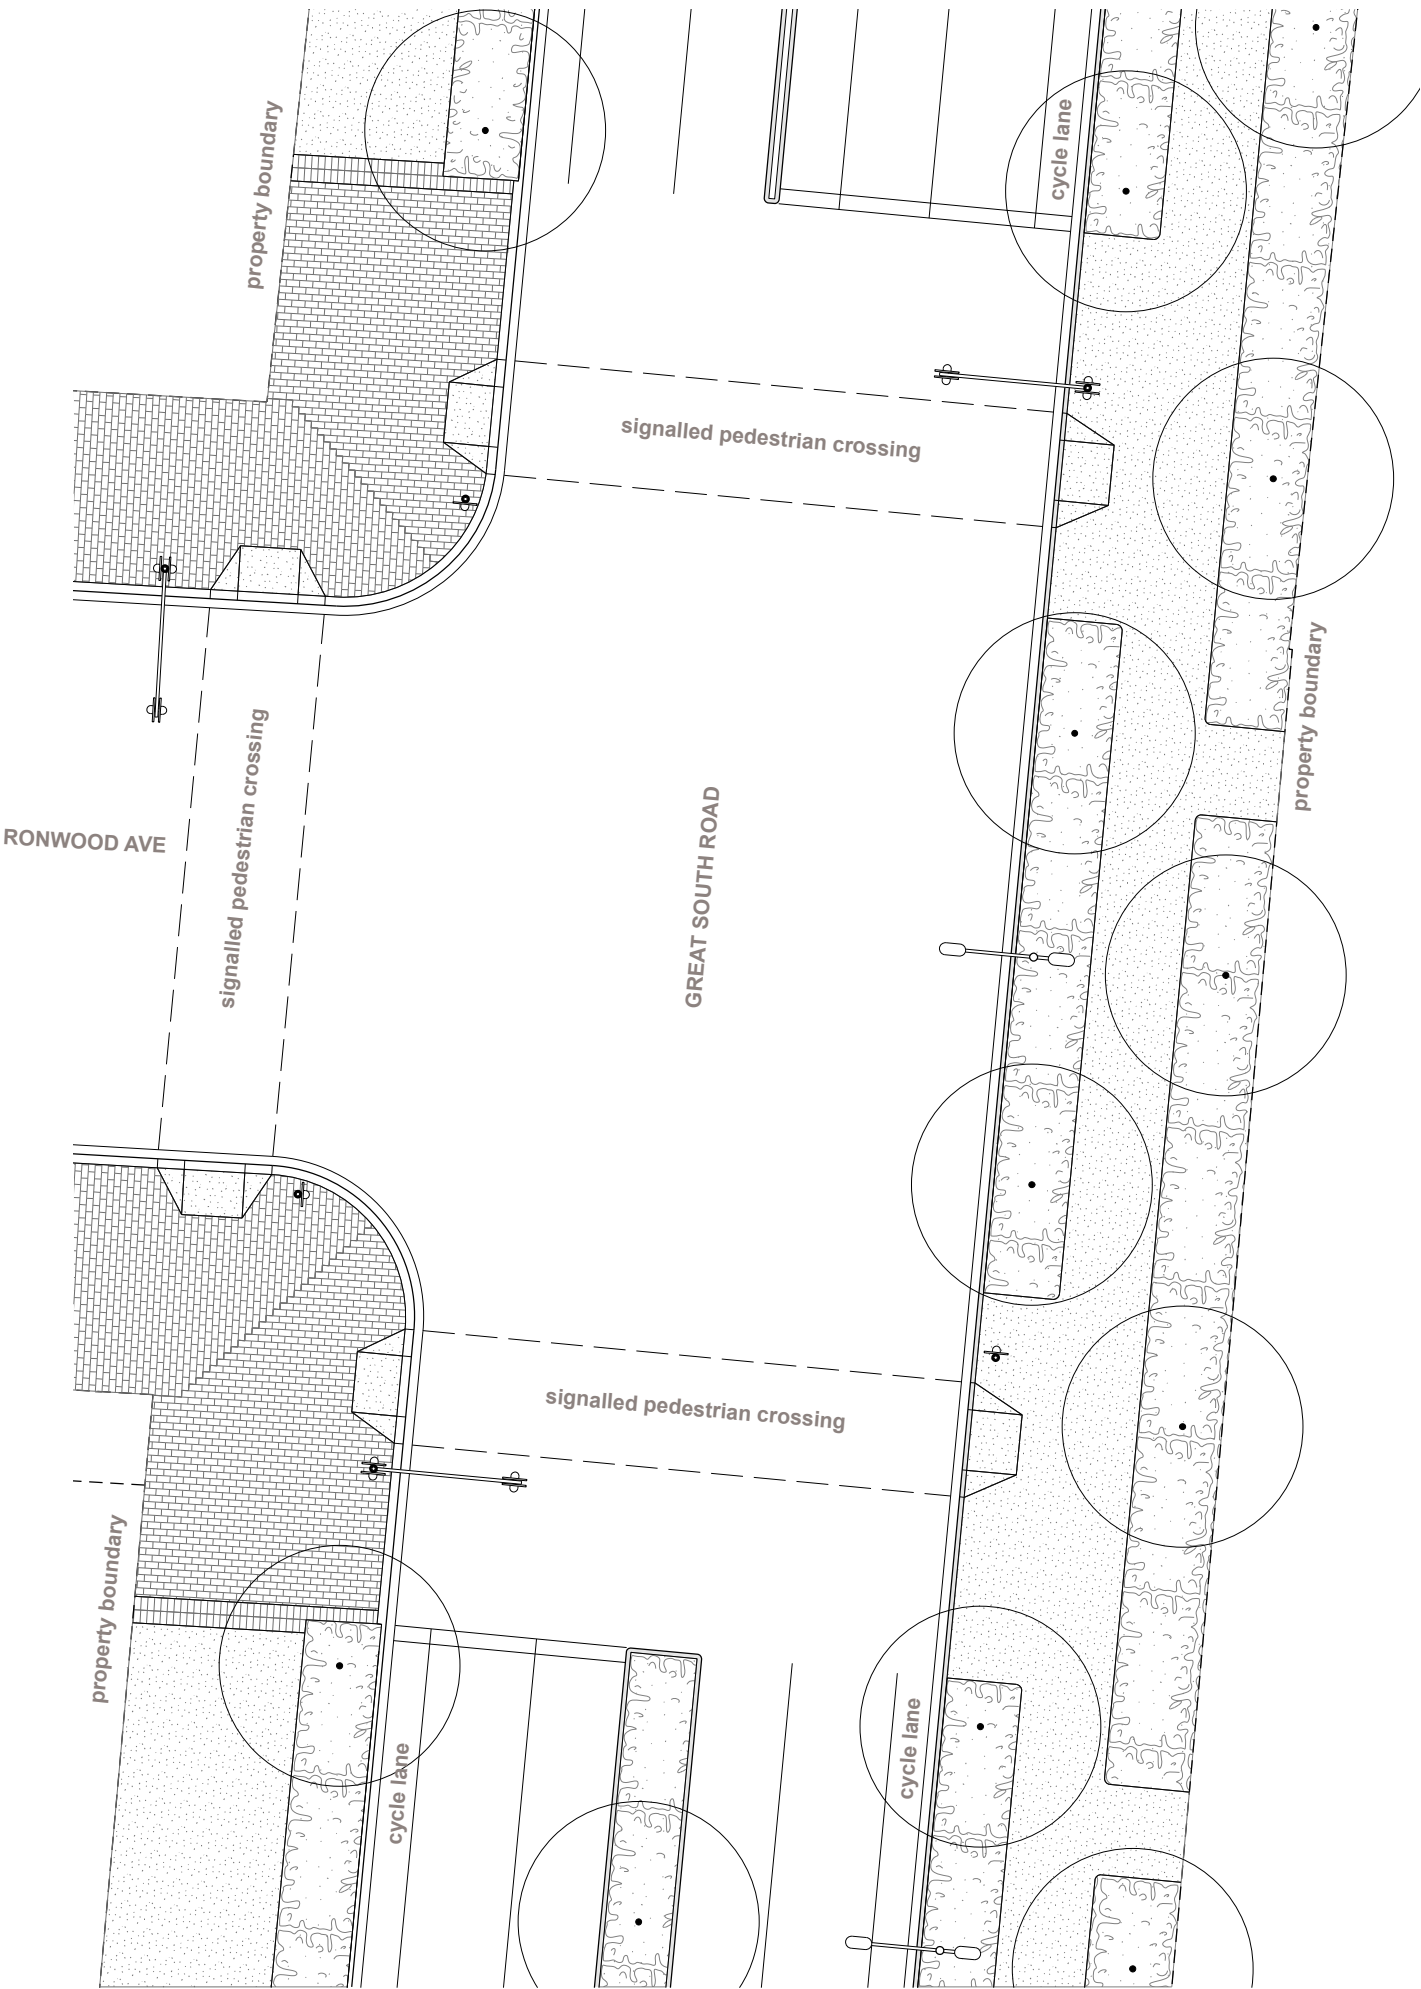 property boundary
cycle lane
signalled pedestrian crossing
property boundary
signalled pedestrian crossing
GREAT SOUTH ROAD
RONWOOD AVE
signalled pedestrian crossing
property boundary
cycle lane
cycle lane